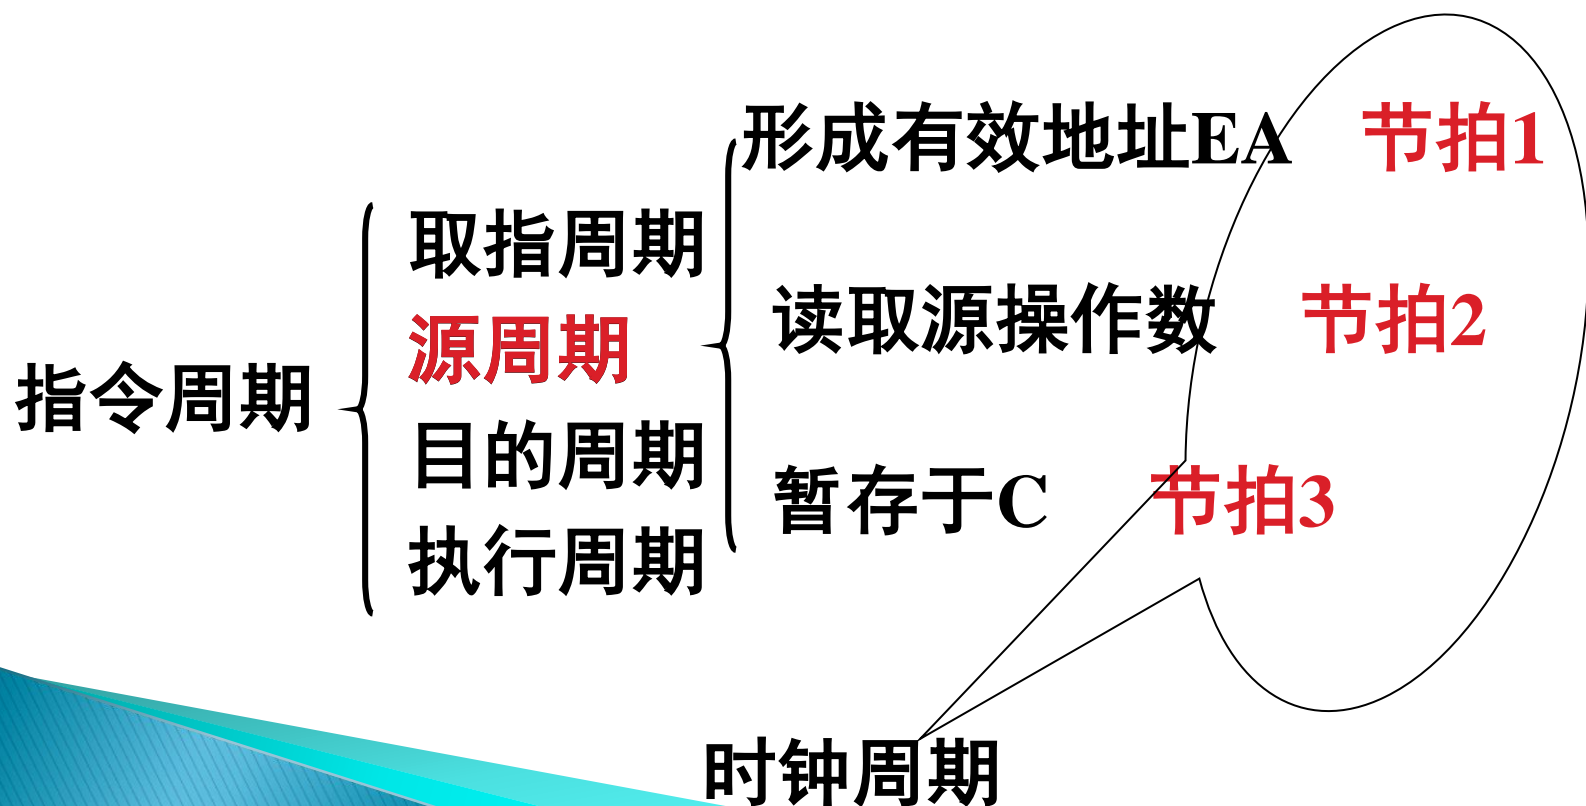 形成有效地址EA 节拍1
取指周期
源周期
读取源操作数 节拍2
指令周期
目的周期
暂存于C 节拍3
执行周期
时钟周期